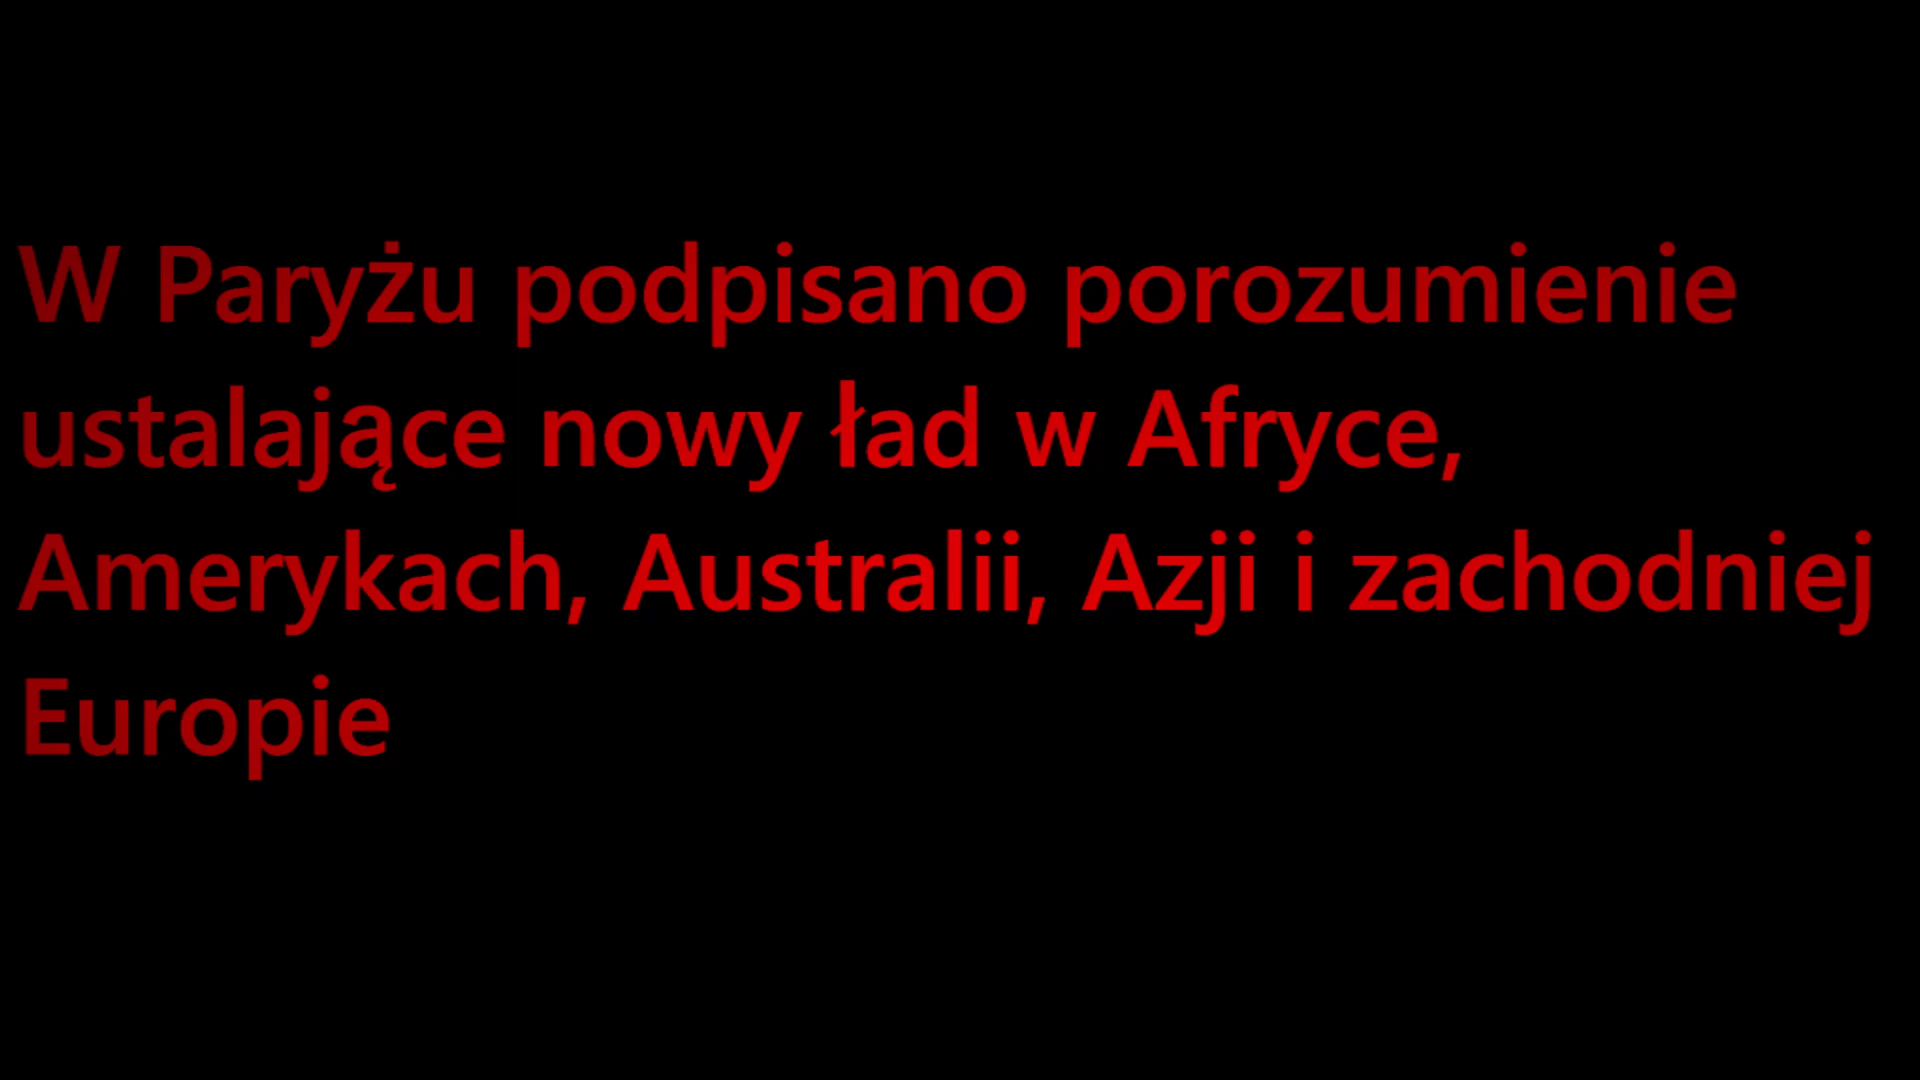 W Paryżu podpisano porozumienie
ustalające nowy ład w Afryce,
Amerykach, Australii, Azji i zachodniej
Europie